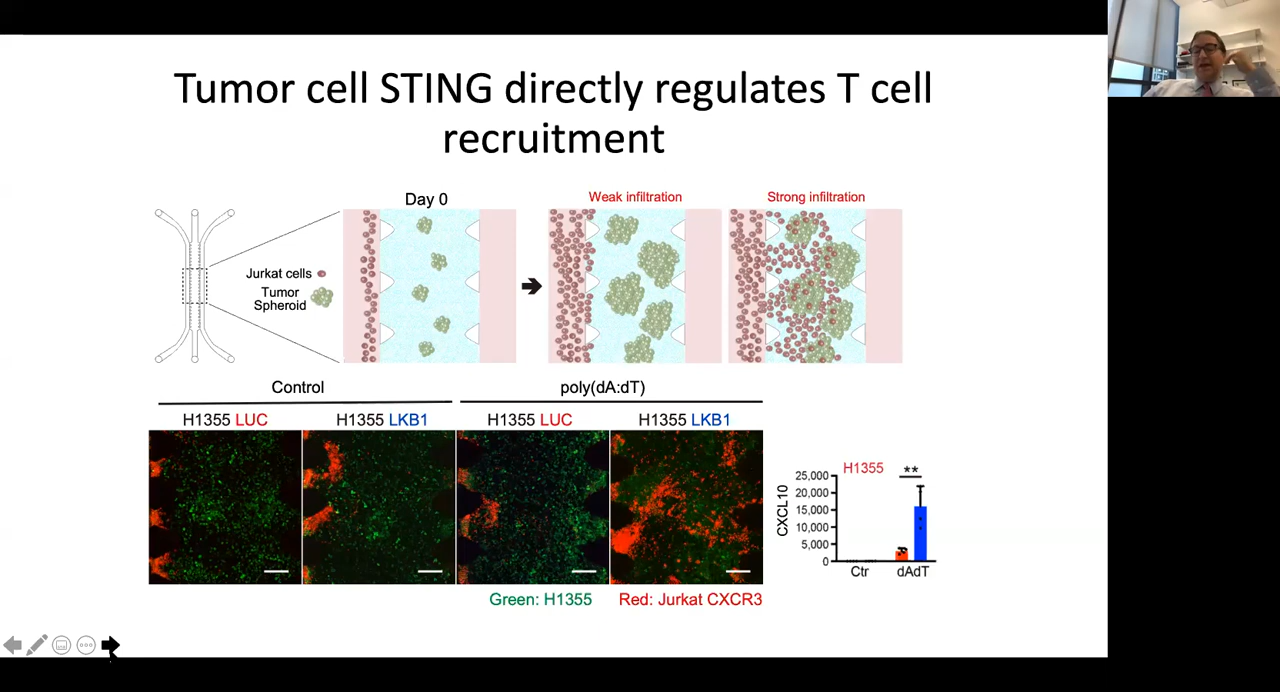 Tumor cell STING directly regulates T cell
recruitment
Day 0
Weak infiltration
Strong infiltration
Jurkat cells
Tumor
Spheroid
Control
poly(dA:dT)
H1355 LUC
H1355 LKB1
H1355 LUC
H1355 LKB1
Green: H1355
Red: Jurkat CXCR3
H1355
**
CXCL10
25,000
20,000
15,000
10,000
5,000
0
Ctr
dAdT